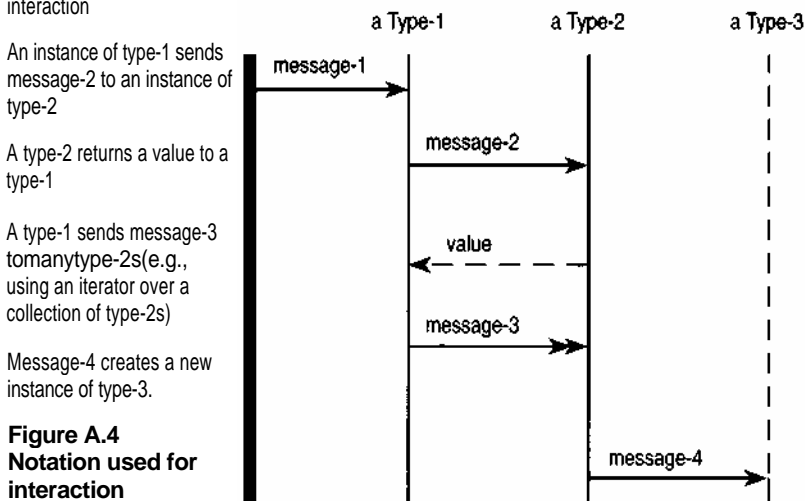 interaction
An instance of type-1 sends
message-2 to an instance of
type-2
A type-2 returns a value to a
type-1
A type-1 sends message-3
tomanytype-2s(e.g.,
using an iterator over a
collection of type-2s)
Message-4 creates a new
instance of type-3.
Figure A.4
Notation used for
interaction
a Type-1
a Type-2
a Type-3
message-1
message-2
value
message-3
message-4